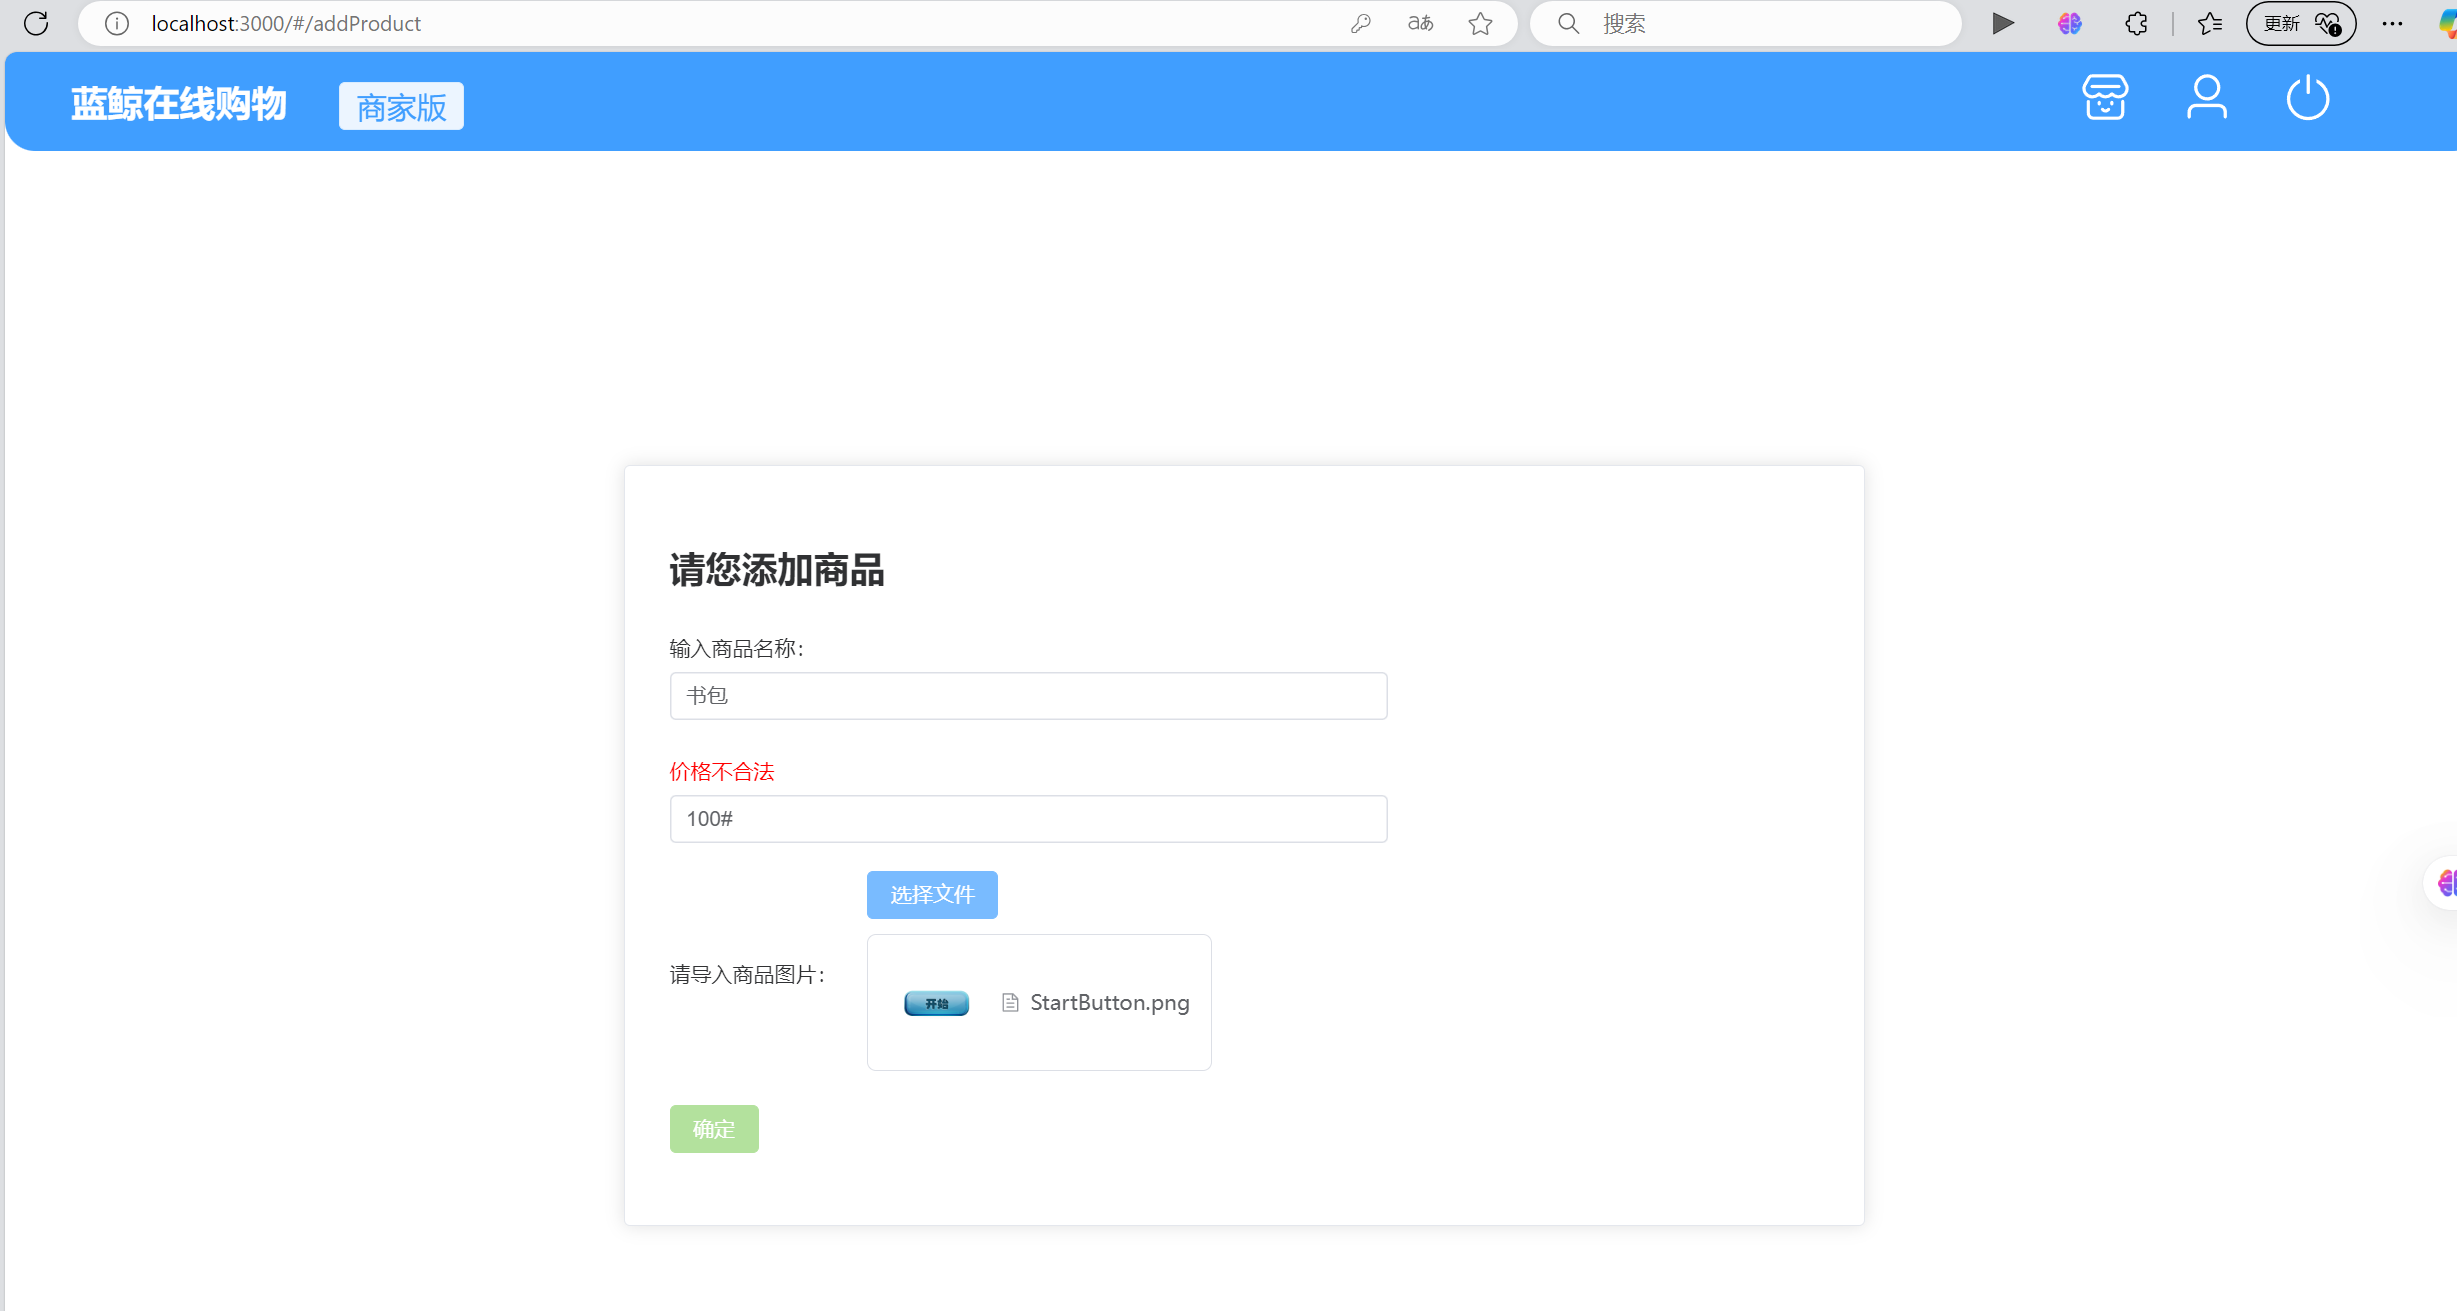 localhost:3000/#/addProduct
aあ
搜索
更新
蓝鲸在线购物
商家版
请您添加商品
输入商品名称：
书包
价格不合法
100#
选择文件
请导入商品图片：
开始
StartButton.png
确定